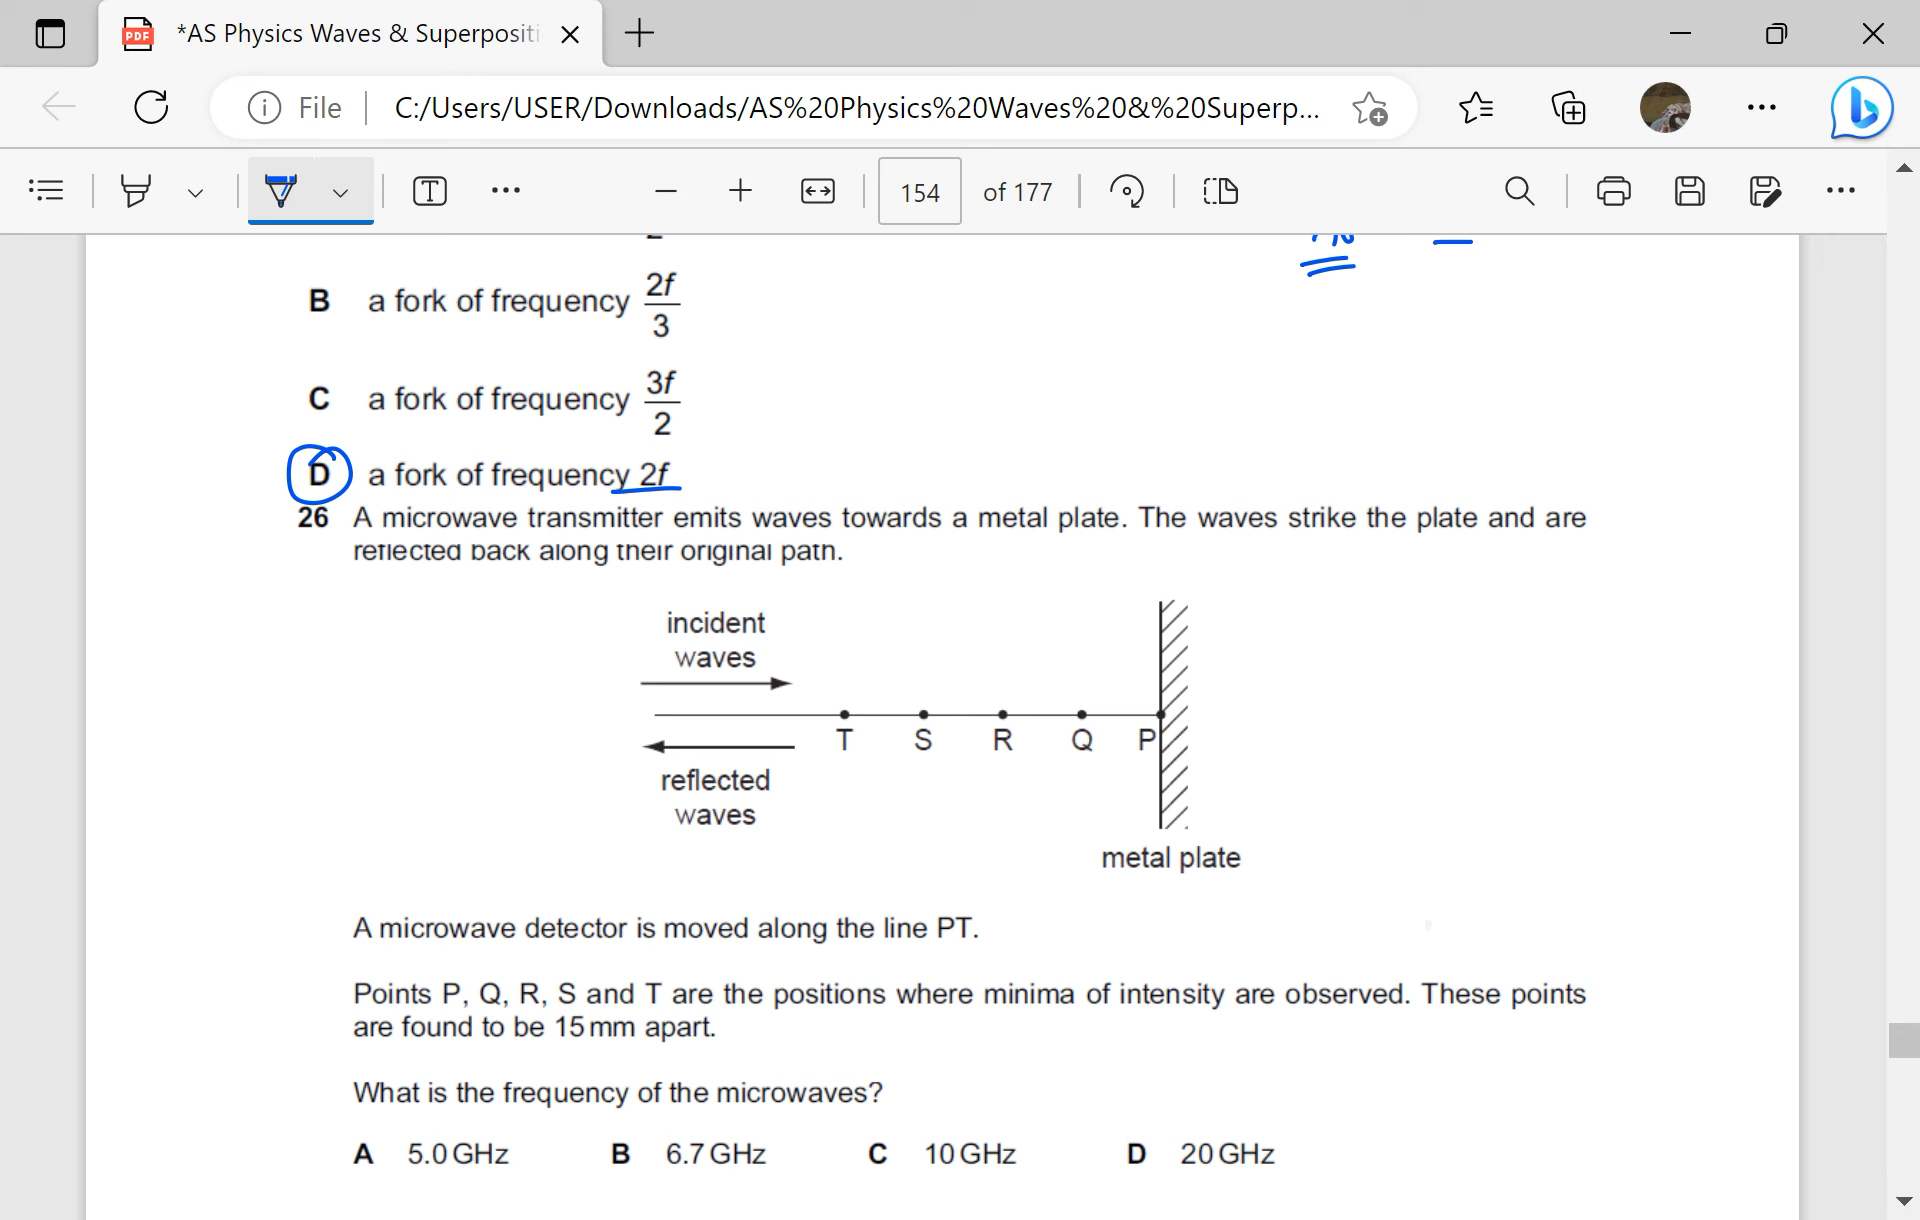 PDF
*AS Physics Waves & Superpositi
File
C:/Users/USER/Downloads/AS%20Physics%20Waves%20&%20Superp...
154 of 177
B a fork of frequency 2f/3
C a fork of frequency 3f/2
D a fork of frequency 2f
26 A microwave transmitter emits waves towards a metal plate. The waves strike the plate and are
reflected back along their original path.
incident
waves
T S R Q P
reflected
waves
metal plate
A microwave detector is moved along the line PT.
Points P, Q, R, S and T are the positions where minima of intensity are observed. These points
are found to be 15 mm apart.
What is the frequency of the microwaves?
A 5.0 GHz B 6.7 GHz C 10 GHz D 20 GHz